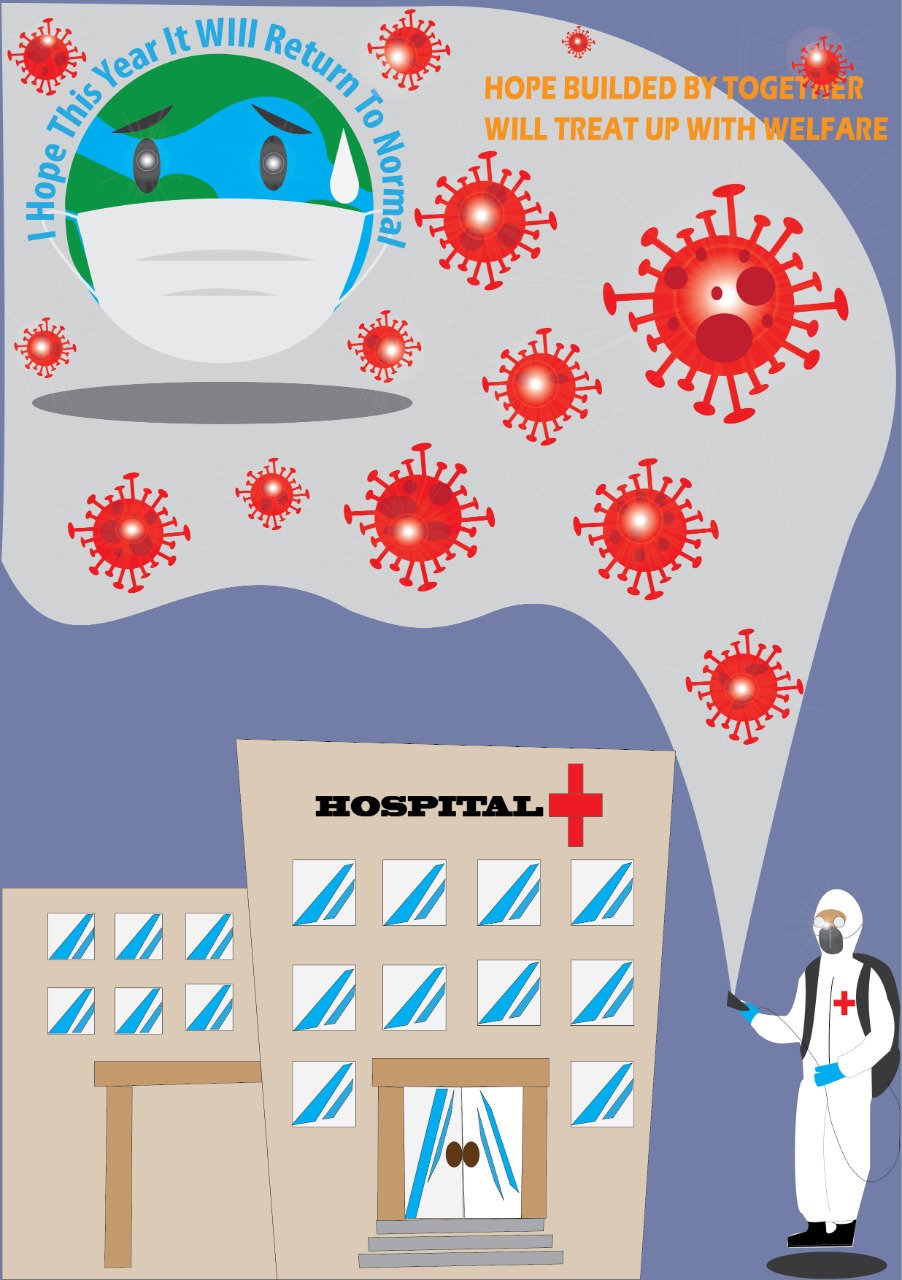 I Hope This Year It WIll Return To Normal
HOPE BUILDED BY TOGETHER
WILL TREAT UP WITH WELFARE
HOSPITAL